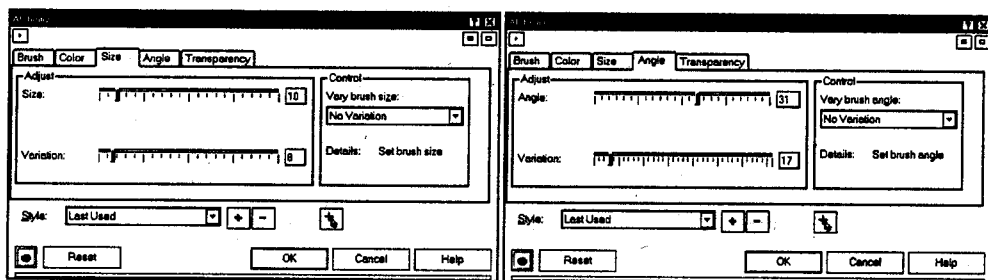 Alchemy
Brush Color Size Angle Transparency
Adjust
Size: 10
Variation: 8
Control
Vary brush size:
No Variation
Details: Set brush size
Style: Last Used + −
Reset OK Cancel Help
Alchemy
Brush Color Size Angle Transparency
Adjust
Angle: 31
Variation: 17
Control
Vary brush angle:
No Variation
Details: Set brush angle
Style: Last Used + −
Reset OK Cancel Help